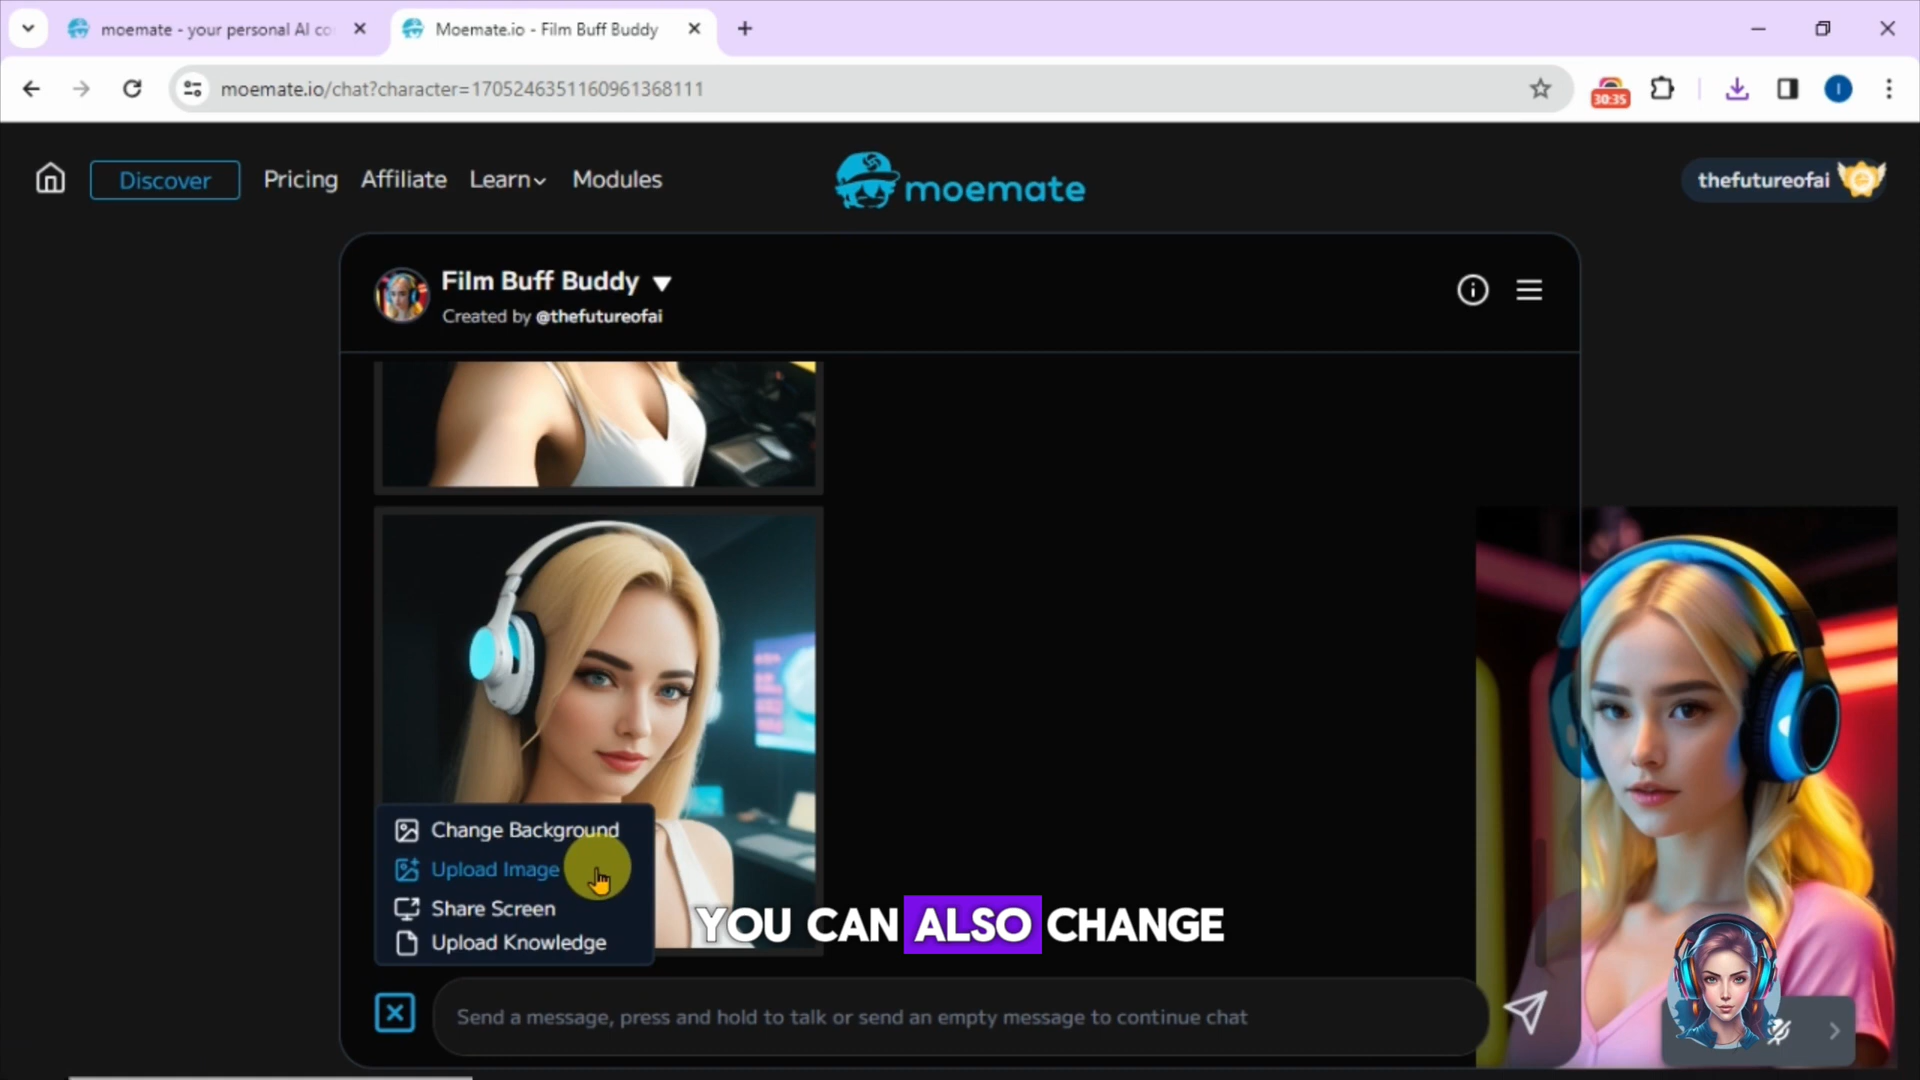 moemate - your personal AI co
Moemate.io - Film Buff Buddy
moemate.io/chat?character=1705246351160961368111
30:35
I
Discover
Pricing
Affiliate
Learn
Modules
moemate
thefutureofai
Film Buff Buddy
Created by @thefutureofai
Change Background
Upload Image
Share Screen
Upload Knowledge
YOU CAN ALSO CHANGE
Send a message, press and hold to talk or send an empty message to continue chat